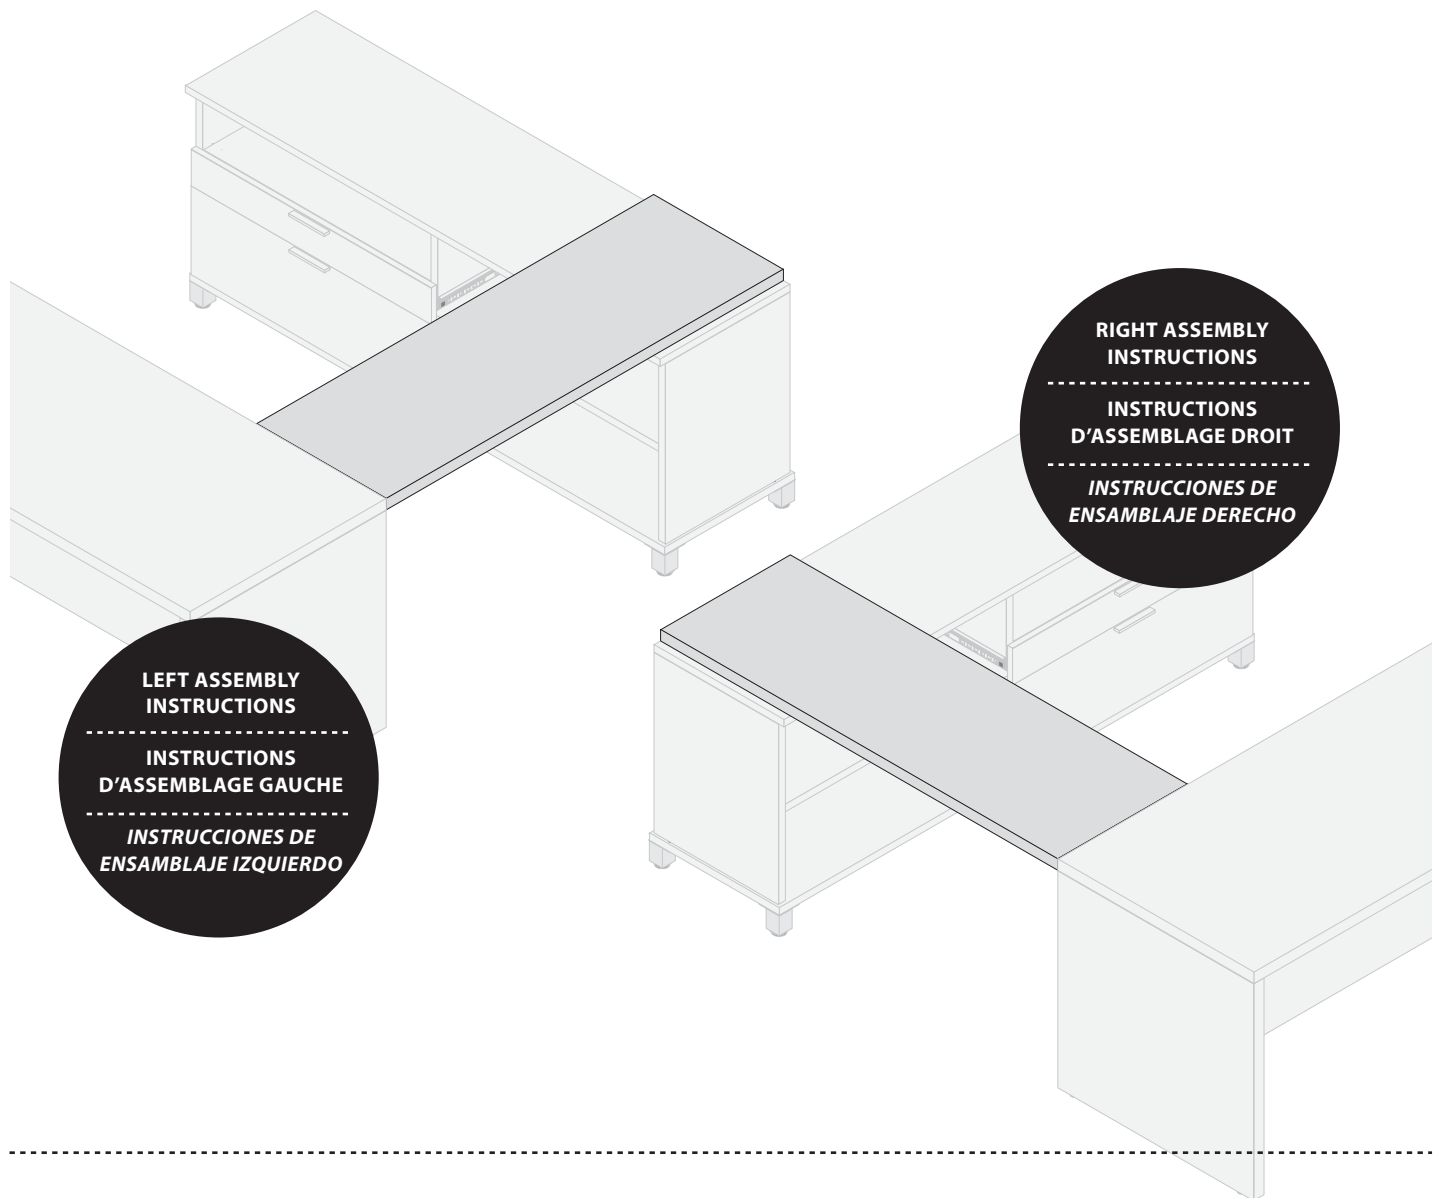 RIGHT ASSEMBLY
INSTRUCTIONS
INSTRUCTIONS
D’ASSEMBLAGE DROIT
INSTRUCCIONES DE
ENSAMBLAJE DERECHO
LEFT ASSEMBLY
INSTRUCTIONS
INSTRUCTIONS
D’ASSEMBLAGE GAUCHE
INSTRUCCIONES DE
ENSAMBLAJE IZQUIERDO